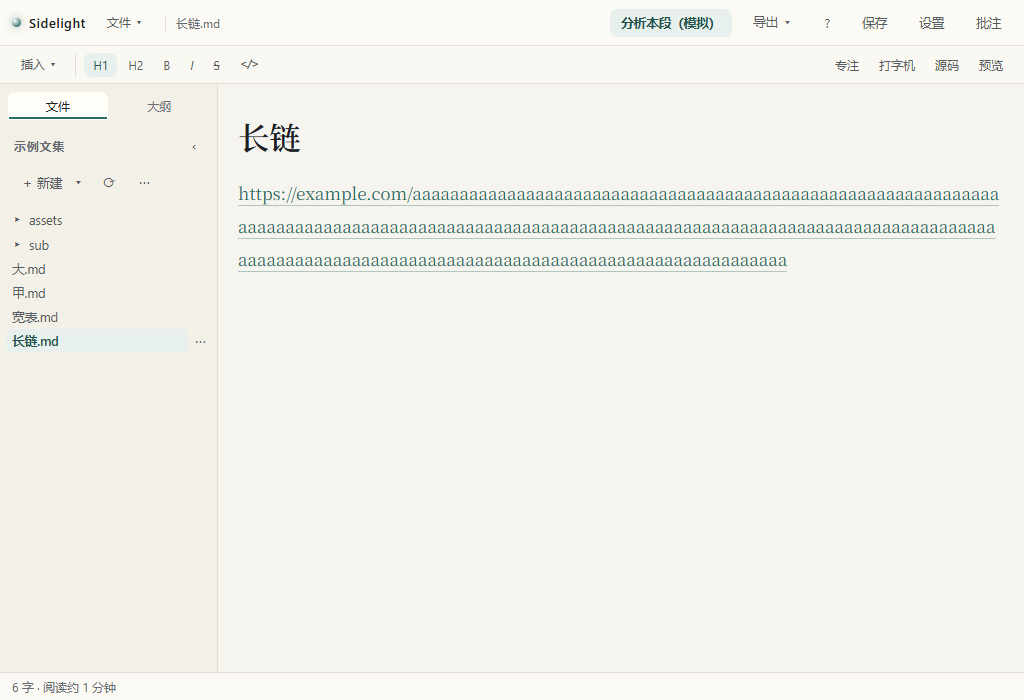 Sidelight 文件 长链.md 分析本段（模拟） 导出 ? 保存 设置 批注
插入 H1 H2 B I S </> 专注 打字机 源码 预览
文件 大纲
示例文集
+ 新建 ...
assets
sub
大.md
甲.md
宽表.md
长链.md ...
长链
https://example.com/aaaaaaaaaaaaaaaaaaaaaaaaaaaaaaaaaaaaaaaaaaaaaaaaaaaaaaaaaaaaaa
aaaaaaaaaaaaaaaaaaaaaaaaaaaaaaaaaaaaaaaaaaaaaaaaaaaaaaaaaaaaaaaaaaaaaaaaaaaaaaaa
aaaaaaaaaaaaaaaaaaaaaaaaaaaaaaaaaaaaaaaaaaaaaaaaaaaaaaaaaa
6 字 · 阅读约 1 分钟